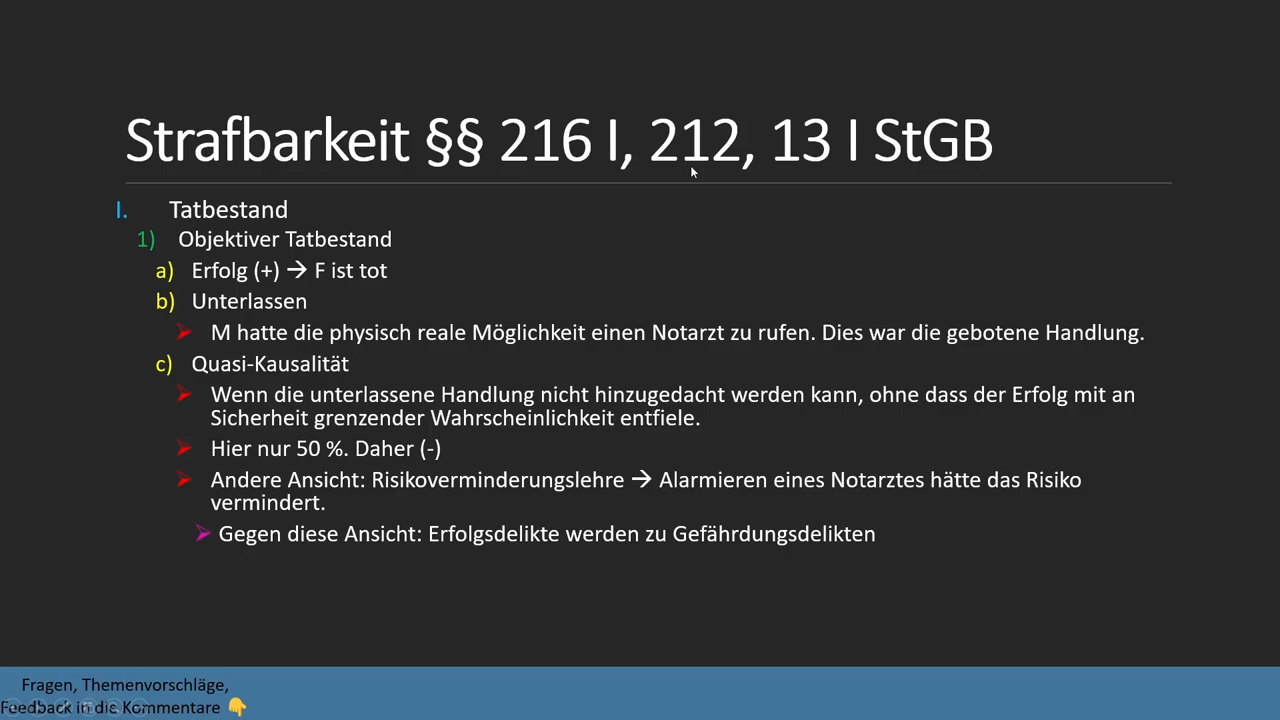 Strafbarkeit §§ 216 I, 212, 13 I StGB
I. Tatbestand
1) Objektiver Tatbestand
a) Erfolg (+) → F ist tot
b) Unterlassen
➢ M hatte die physisch reale Möglichkeit einen Notarzt zu rufen. Dies war die gebotene Handlung.
c) Quasi-Kausalität
➢ Wenn die unterlassene Handlung nicht hinzugedacht werden kann, ohne dass der Erfolg mit an
Sicherheit grenzender Wahrscheinlichkeit entfiele.
➢ Hier nur 50 %. Daher (-)
➢ Andere Ansicht: Risikoverminderungslehre → Alarmieren eines Notarztes hätte das Risiko
vermindert.
➢ Gegen diese Ansicht: Erfolgsdelikte werden zu Gefährdungsdelikten
Fragen, Themenvorschläge,
Feedback in die Kommentare 👇